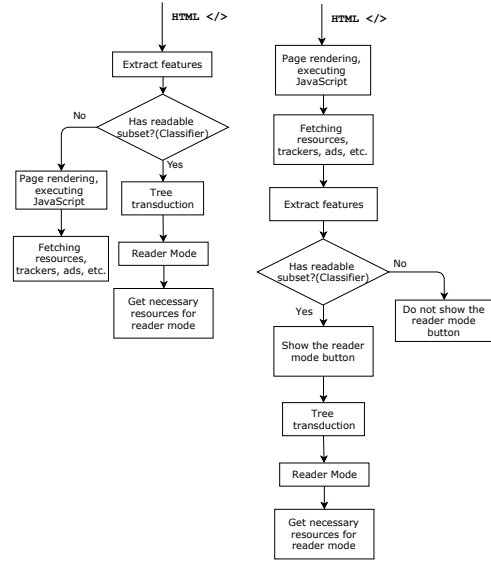 HTML </>
Extract features
Has readable
subset?(Classifier)
No
Yes
Page rendering,
executing
JavaScript
Tree
transduction
Fetching
resources,
trackers, ads, etc.
Reader Mode
Get necessary
resources for
reader mode
HTML </>
Page rendering,
executing
JavaScript
Fetching
resources,
trackers, ads, etc.
Extract features
Has readable
subset?(Classifier)
No
Yes
Do not show the
reader mode
button
Show the reader
mode button
Tree
transduction
Reader Mode
Get necessary
resources for
reader mode